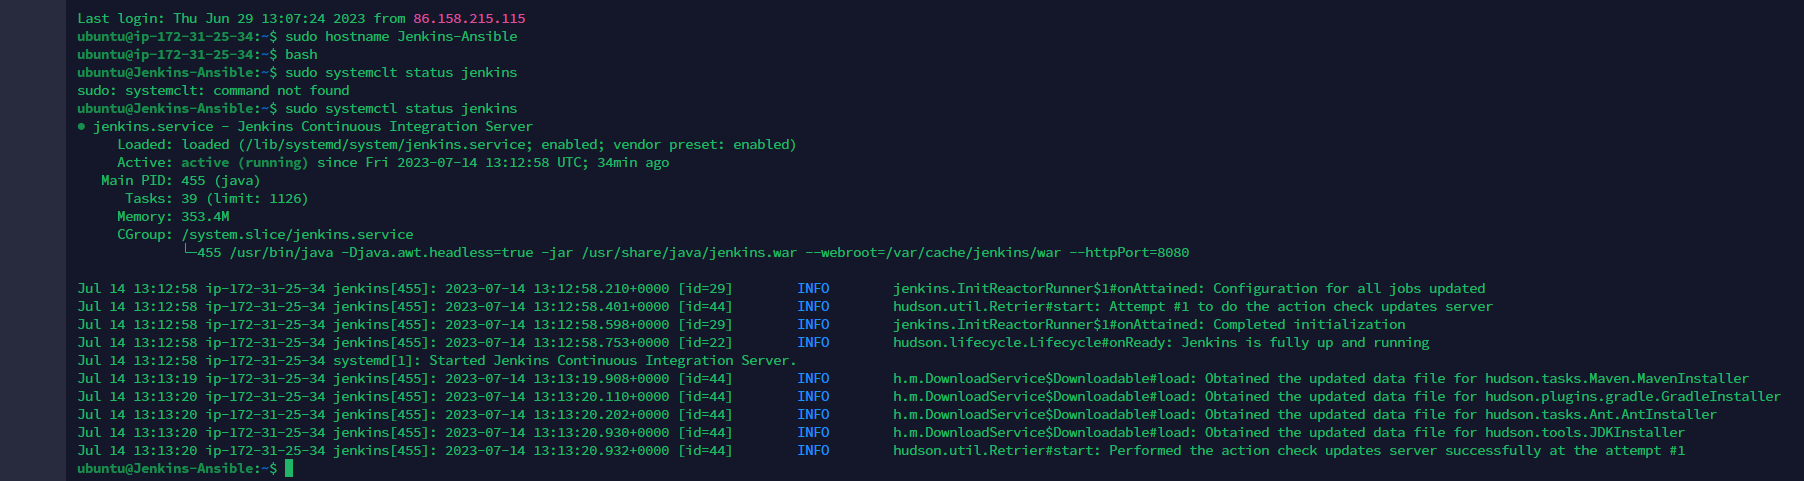 Last login: Thu Jun 29 13:07:24 2023 from 86.158.215.115
ubuntu@ip-172-31-25-34:~$ sudo hostname Jenkins-Ansible
ubuntu@ip-172-31-25-34:~$ bash
ubuntu@Jenkins-Ansible:~$ sudo systemclt status jenkins
sudo: systemclt: command not found
ubuntu@Jenkins-Ansible:~$ sudo systemctl status jenkins
● jenkins.service - Jenkins Continuous Integration Server
     Loaded: loaded (/lib/systemd/system/jenkins.service; enabled; vendor preset: enabled)
     Active: active (running) since Fri 2023-07-14 13:12:58 UTC; 34min ago
   Main PID: 455 (java)
      Tasks: 39 (limit: 1126)
     Memory: 353.4M
     CGroup: /system.slice/jenkins.service
             └─455 /usr/bin/java -Djava.awt.headless=true -jar /usr/share/java/jenkins.war --webroot=/var/cache/jenkins/war --httpPort=8080
Jul 14 13:12:58 ip-172-31-25-34 jenkins[455]: 2023-07-14 13:12:58.210+0000 [id=29]        INFO        jenkins.InitReactorRunner$1#onAttained: Configuration for all jobs updated
Jul 14 13:12:58 ip-172-31-25-34 jenkins[455]: 2023-07-14 13:12:58.401+0000 [id=44]        INFO        hudson.util.Retrier#start: Attempt #1 to do the action check updates server
Jul 14 13:12:58 ip-172-31-25-34 jenkins[455]: 2023-07-14 13:12:58.598+0000 [id=29]        INFO        jenkins.InitReactorRunner$1#onAttained: Completed initialization
Jul 14 13:12:58 ip-172-31-25-34 jenkins[455]: 2023-07-14 13:12:58.753+0000 [id=22]        INFO        hudson.lifecycle.Lifecycle#onReady: Jenkins is fully up and running
Jul 14 13:12:58 ip-172-31-25-34 systemd[1]: Started Jenkins Continuous Integration Server.
Jul 14 13:13:19 ip-172-31-25-34 jenkins[455]: 2023-07-14 13:13:19.908+0000 [id=44]        INFO        h.m.DownloadService$Downloadable#load: Obtained the updated data file for hudson.tasks.Maven.MavenInstaller
Jul 14 13:13:20 ip-172-31-25-34 jenkins[455]: 2023-07-14 13:13:20.110+0000 [id=44]        INFO        h.m.DownloadService$Downloadable#load: Obtained the updated data file for hudson.plugins.gradle.GradleInstaller
Jul 14 13:13:20 ip-172-31-25-34 jenkins[455]: 2023-07-14 13:13:20.202+0000 [id=44]        INFO        h.m.DownloadService$Downloadable#load: Obtained the updated data file for hudson.tasks.Ant.AntInstaller
Jul 14 13:13:20 ip-172-31-25-34 jenkins[455]: 2023-07-14 13:13:20.930+0000 [id=44]        INFO        h.m.DownloadService$Downloadable#load: Obtained the updated data file for hudson.tools.JDKInstaller
Jul 14 13:13:20 ip-172-31-25-34 jenkins[455]: 2023-07-14 13:13:20.932+0000 [id=44]        INFO        hudson.util.Retrier#start: Performed the action check updates server successfully at the attempt #1
ubuntu@Jenkins-Ansible:~$